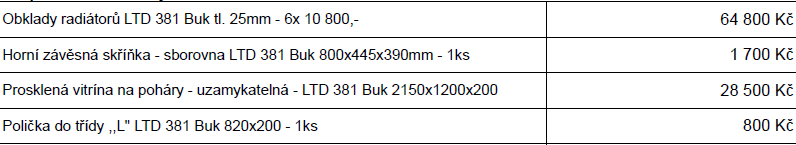 Obklady radiátorů LTD 381 Buk tl. 25mm - 6x 10 800,- 64 800 Kč
Horní závěsná skříňka - sborovna LTD 381 Buk 800x445x390mm - 1ks 1 700 Kč
Prosklená vitrína na poháry - uzamykatelná - LTD 381 Buk 2150x1200x200 28 500 Kč
Polička do třídy ,,L" LTD 381 Buk 820x200 - 1ks 800 Kč